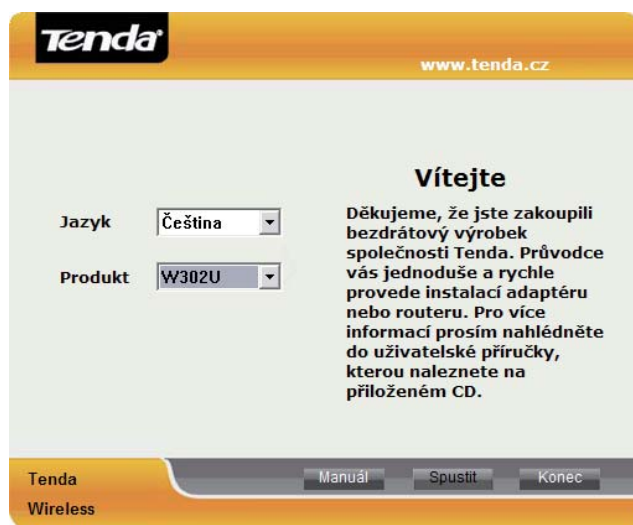 Tenda
www.tenda.cz
Vítejte
Jazyk
Čeština
Produkt
W302U
Děkujeme, že jste zakoupili
bezdrátový výrobek
společnosti Tenda. Průvodce
vás jednoduše a rychle
provede instalací adaptéru
nebo routeru. Pro více
informací prosím nahlédněte
do uživatelské příručky,
kterou naleznete na
přiloženém CD.
Tenda
Wireless
Manuál
Spustit
Konec